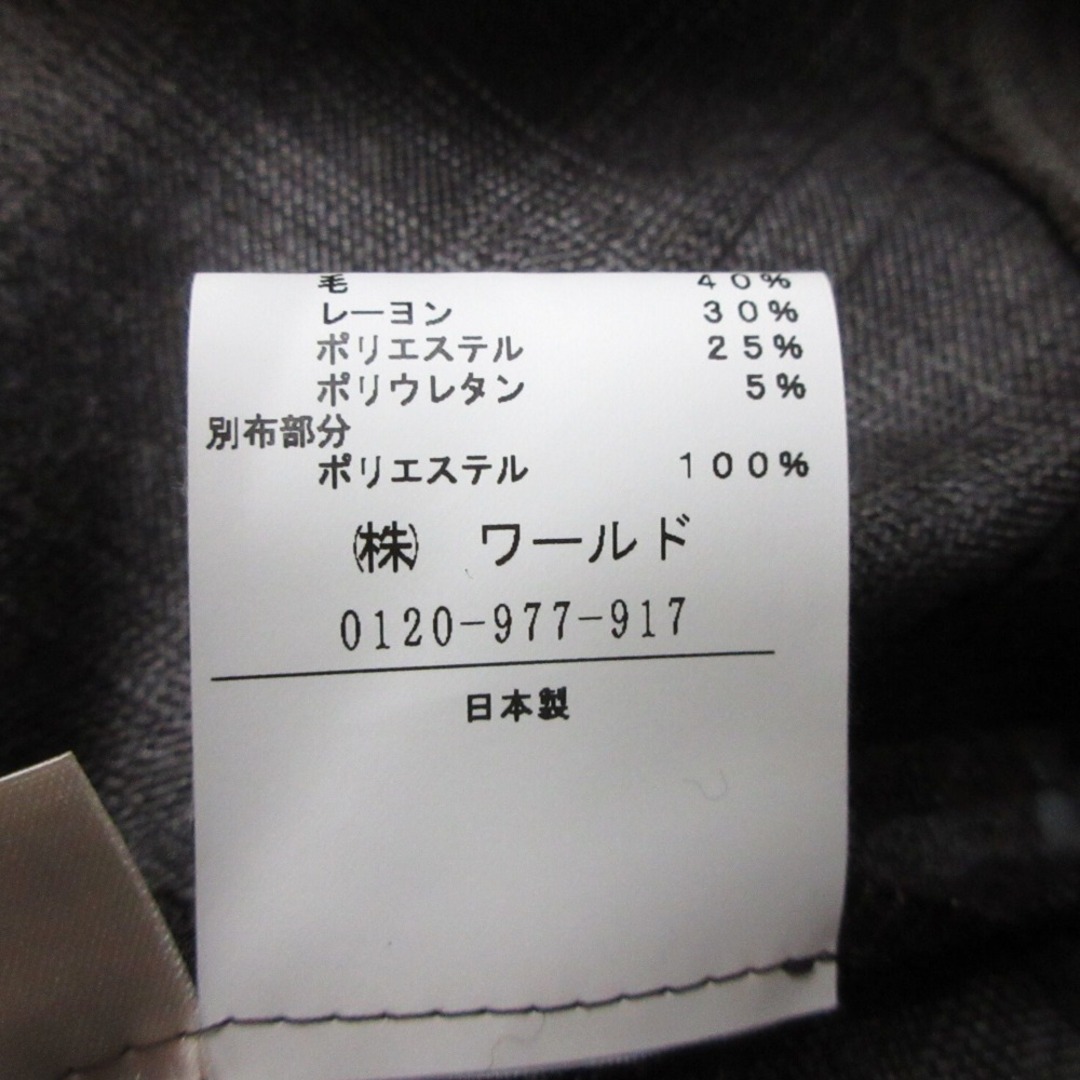 毛 40%
レーヨン 30%
ポリエステル 25%
ポリウレタン 5%
別布部分
ポリエステル 100%
㈱ ワールド
0120-977-917
日本製